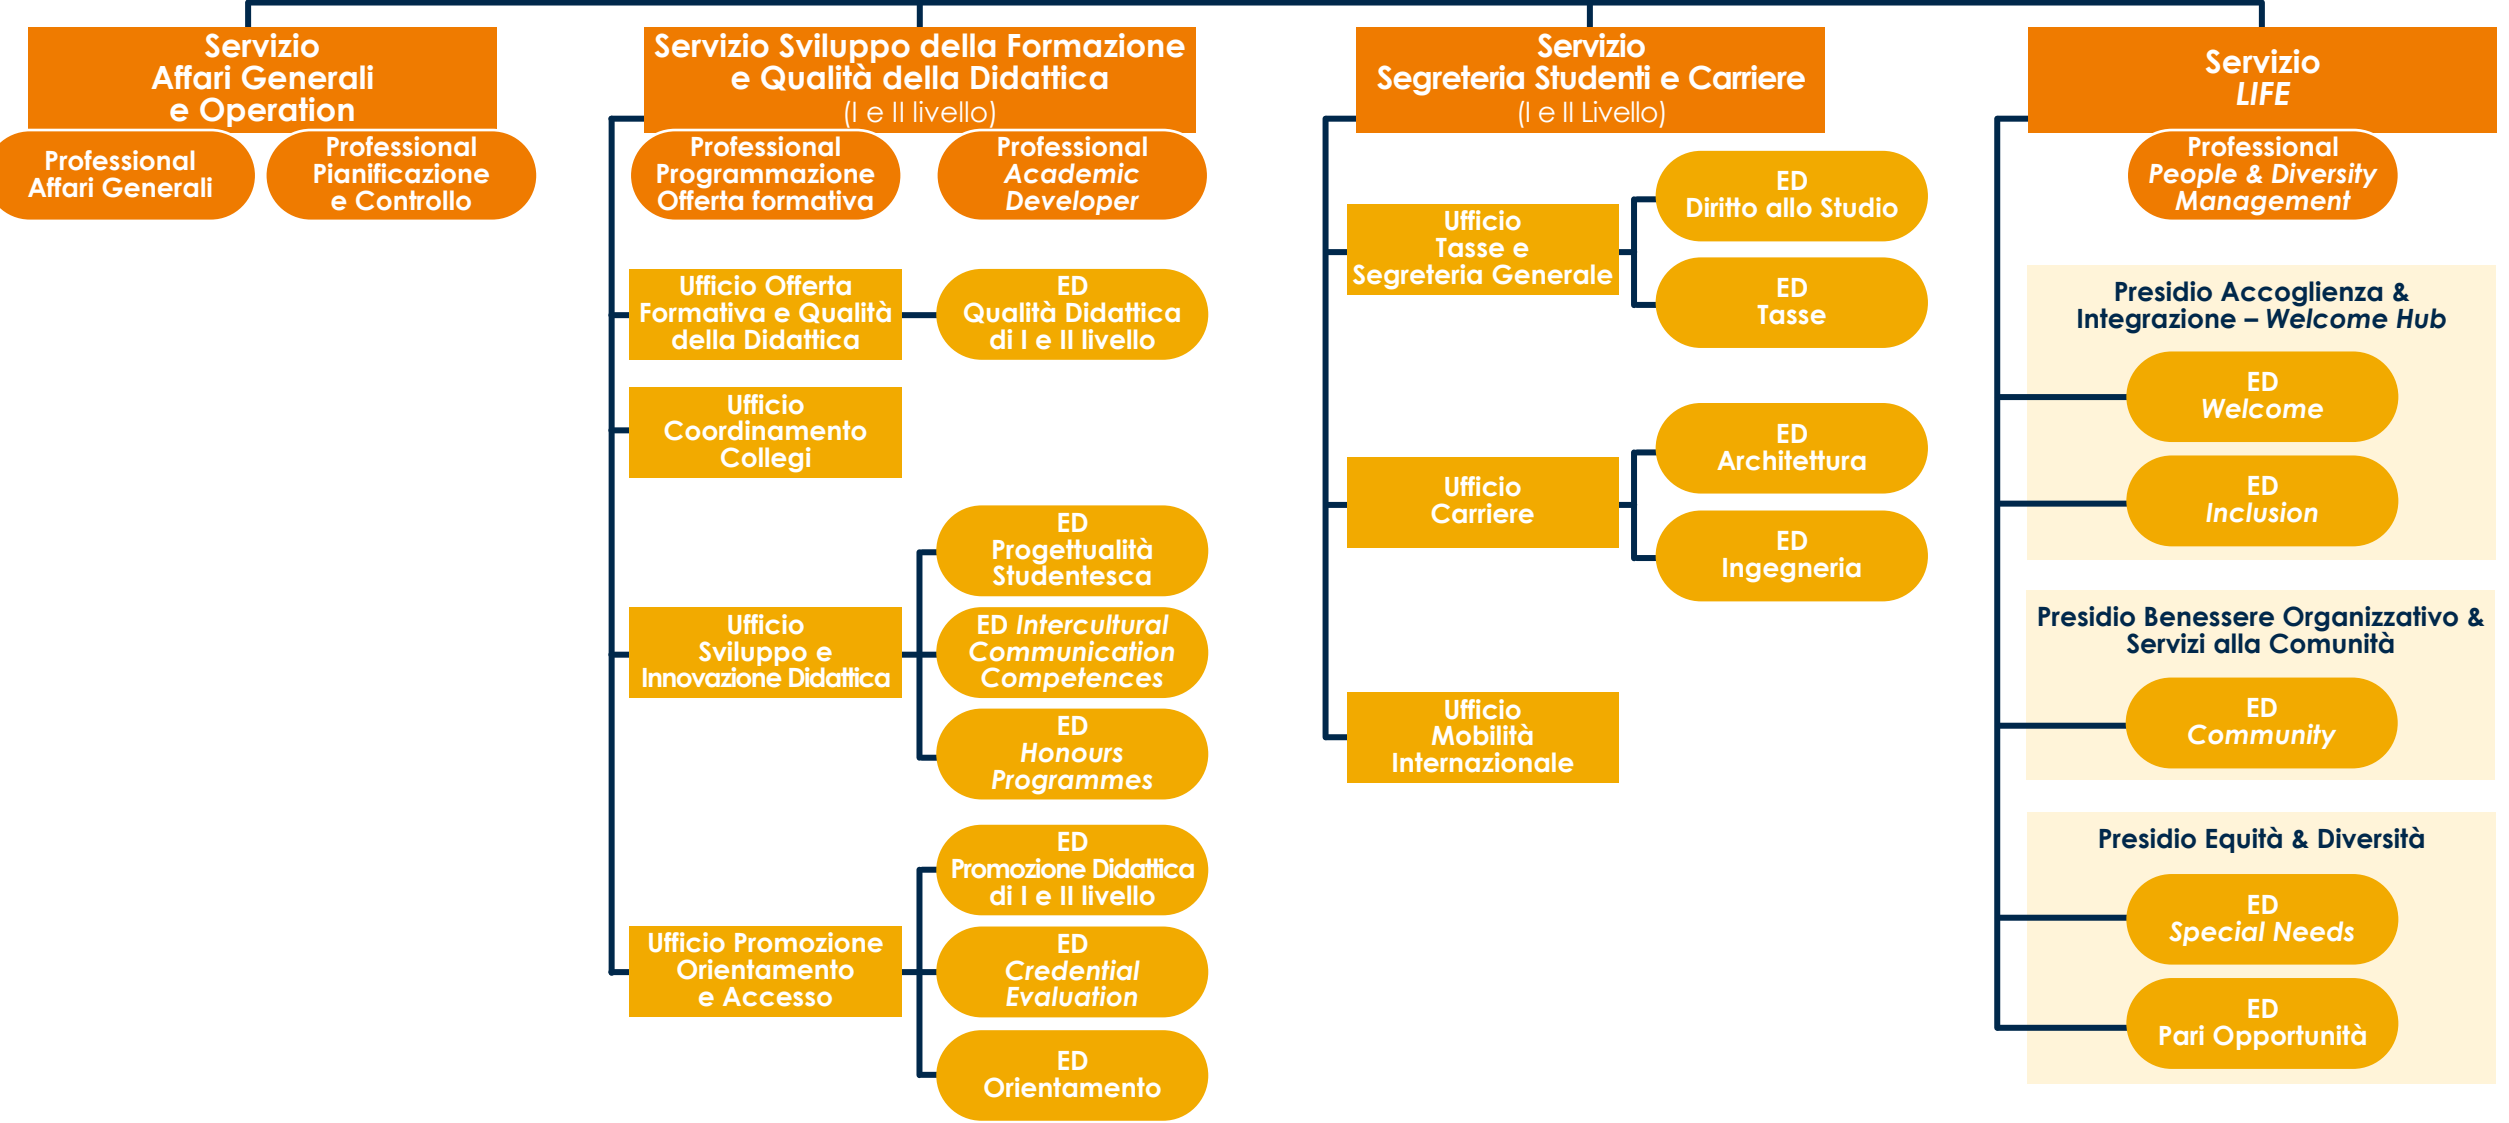 Servizio
Affari Generali
e Operation
Professional
Affari Generali
Professional
Pianificazione
e Controllo
Servizio Sviluppo della Formazione
e Qualità della Didattica
(I e II livello)
Professional
Programmazione
Offerta formativa
Professional
Academic
Developer
Ufficio Offerta
Formativa e Qualità
della Didattica
ED
Qualità Didattica
di I e II livello
Ufficio
Coordinamento
Collegi
Ufficio
Sviluppo e
Innovazione Didattica
ED
Progettualità
Studentesca
ED Intercultural
Communication
Competences
ED
Honours
Programmes
Ufficio Promozione
Orientamento
e Accesso
ED
Promozione Didattica
di I e II livello
ED
Credential
Evaluation
ED
Orientamento
Servizio
Segreteria Studenti e Carriere
(I e II Livello)
Ufficio
Tasse e
Segreteria Generale
ED
Diritto allo Studio
ED
Tasse
Ufficio
Carriere
ED
Architettura
ED
Ingegneria
Ufficio
Mobilità
Internazionale
Servizio
LIFE
Professional
People & Diversity
Management
Presidio Accoglienza &
Integrazione – Welcome Hub
ED
Welcome
ED
Inclusion
Presidio Benessere Organizzativo &
Servizi alla Comunità
ED
Community
Presidio Equità & Diversità
ED
Special Needs
ED
Pari Opportunità